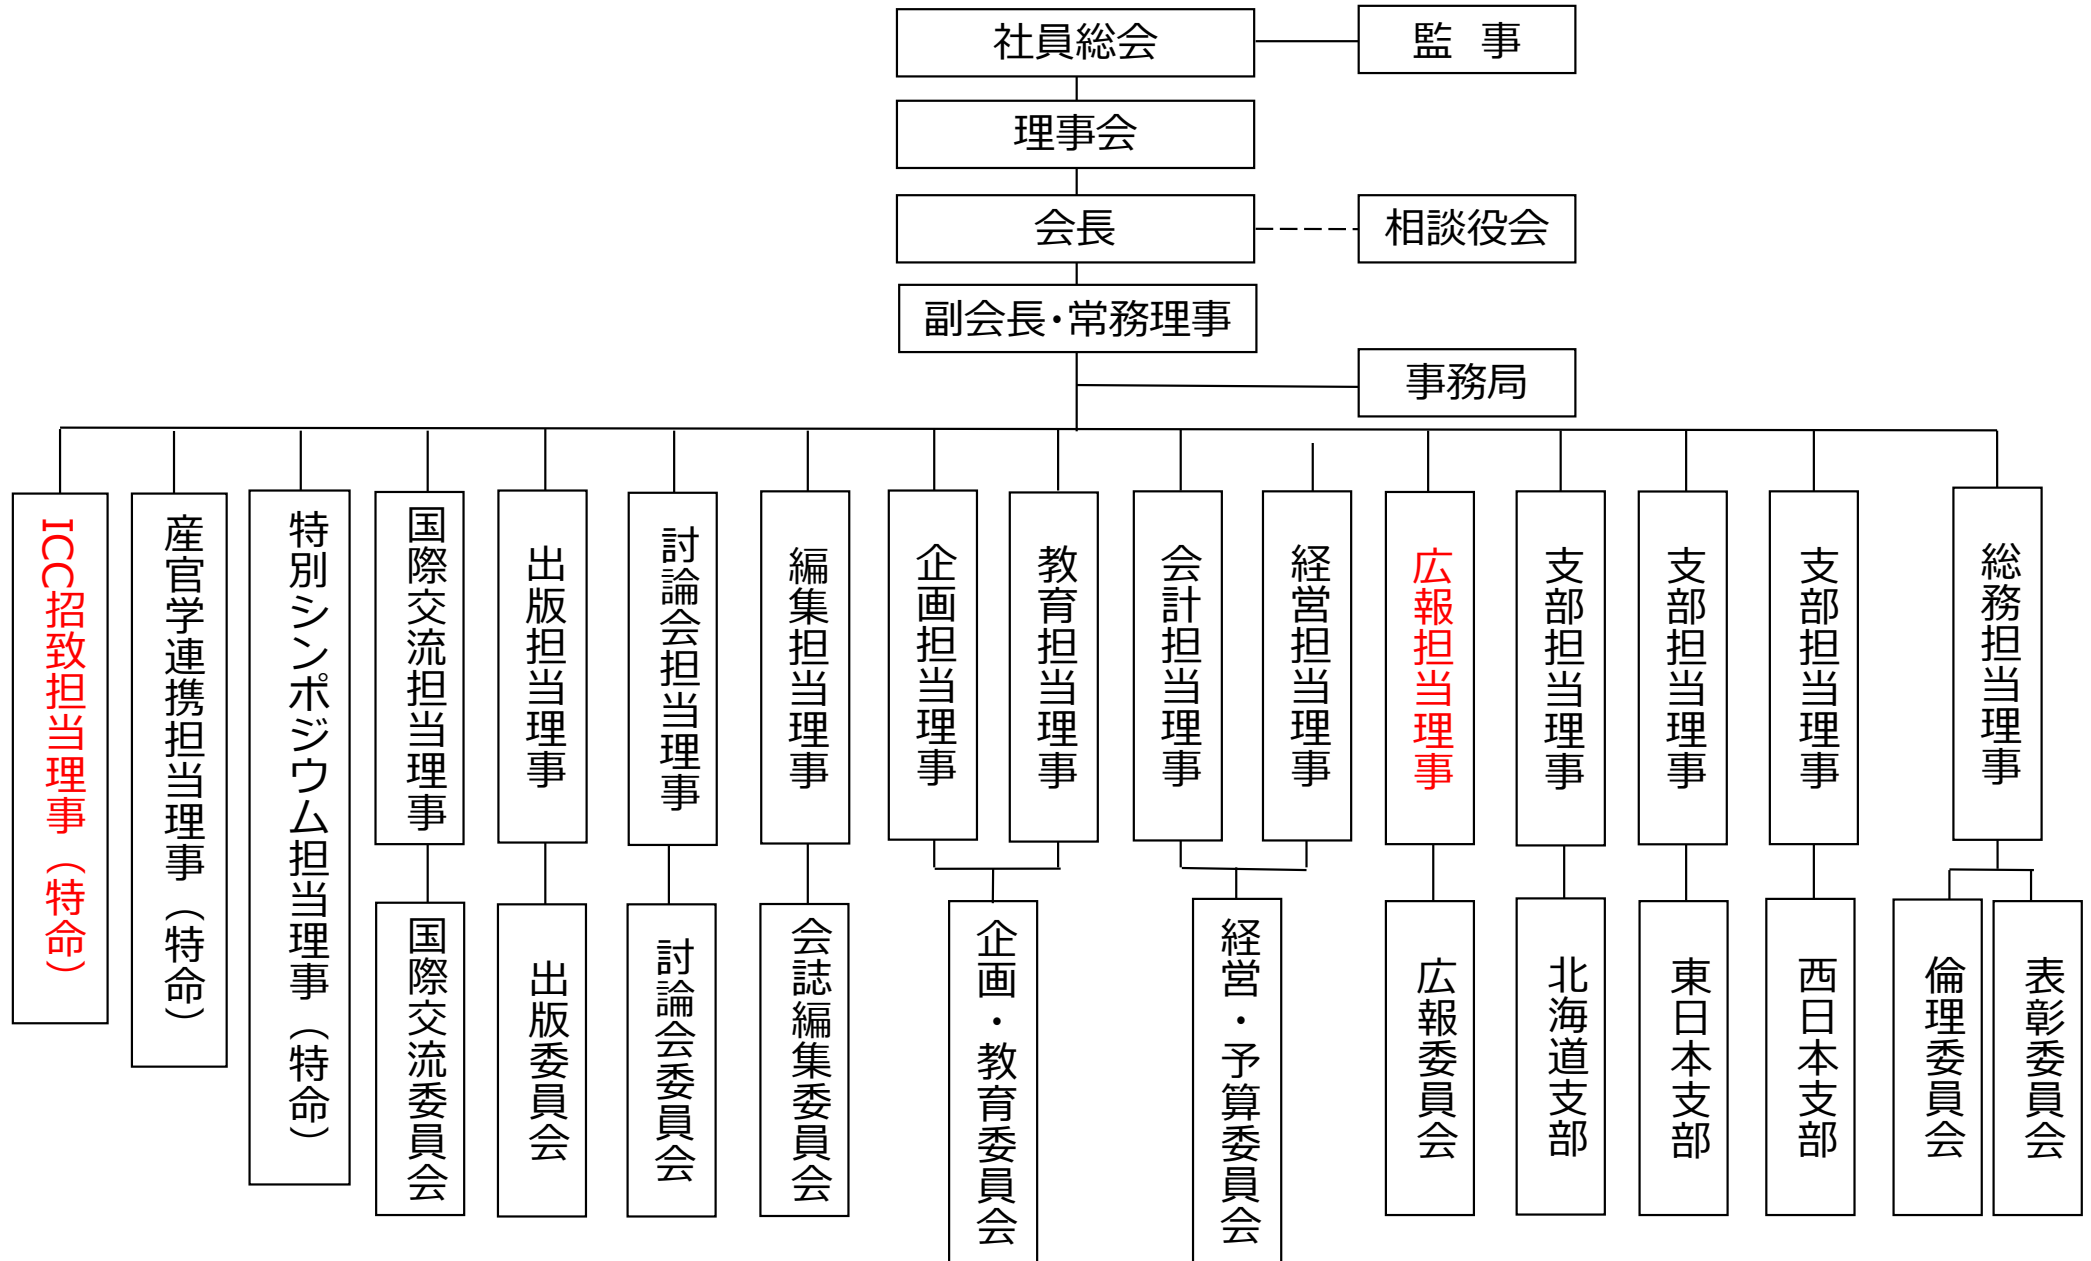 社員総会
監　事
理事会
会長
相談役会
副会長･常務理事
事務局
ICC招致担当理事（特命）
産官学連携担当理事（特命）
特別シンポジウム担当理事（特命）
国際交流担当理事
出版担当理事
討論会担当理事
編集担当理事
企画担当理事
教育担当理事
会計担当理事
経営担当理事
広報担当理事
支部担当理事
支部担当理事
支部担当理事
総務担当理事
国際交流委員会
出版委員会
討論会委員会
会誌編集委員会
企画・教育委員会
経営・予算委員会
広報委員会
北海道支部
東日本支部
西日本支部
倫理委員会
表彰委員会